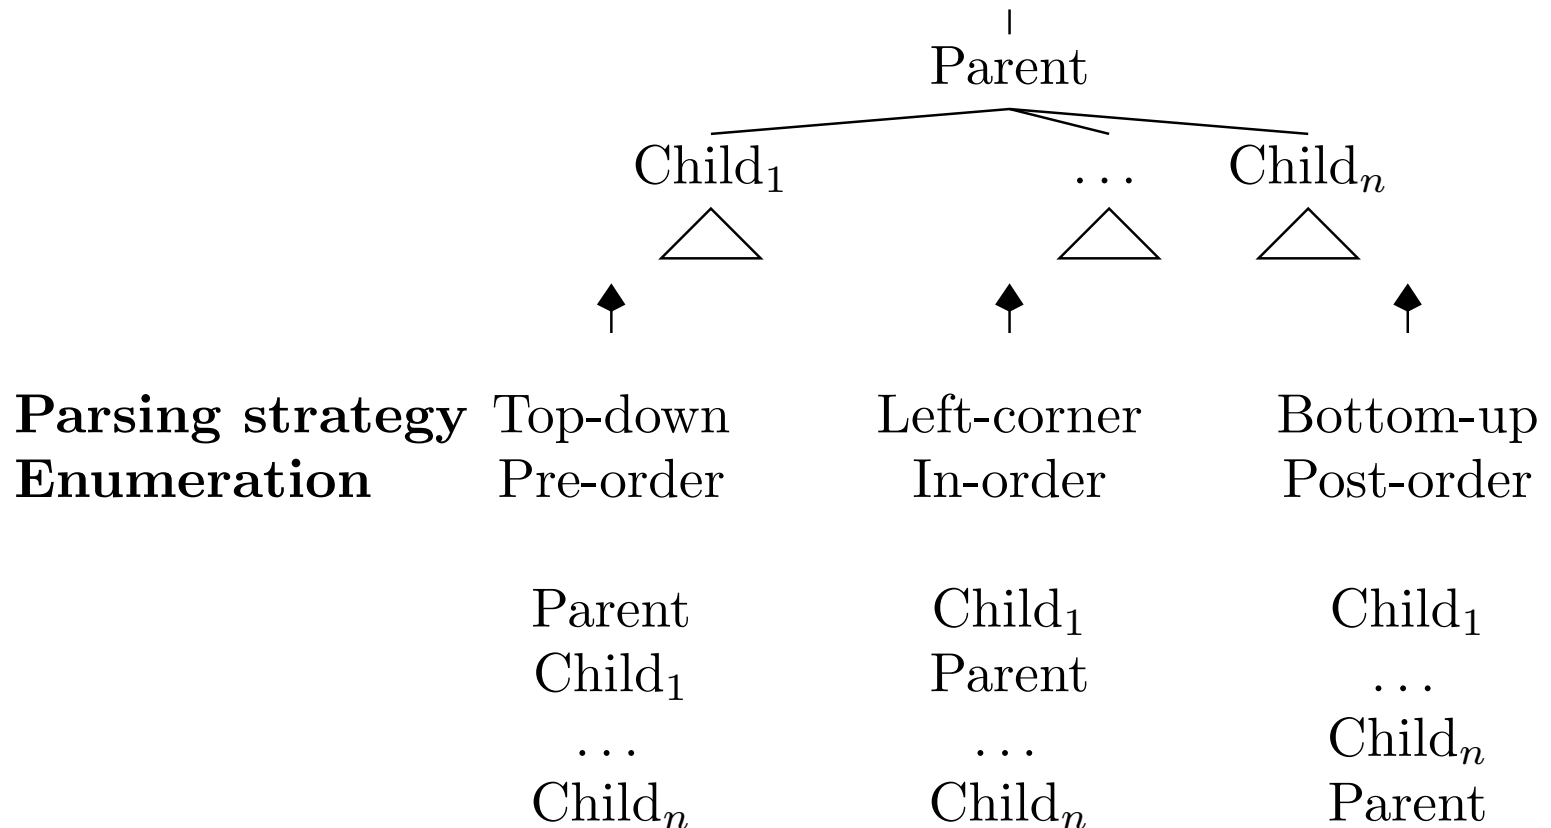 Parent
Child₁ ... Childₙ
Parsing strategy Top-down Left-corner Bottom-up
Enumeration Pre-order In-order Post-order
Parent Child₁ Child₁
Child₁ Parent ...
... ... Childₙ
Childₙ Childₙ Parent